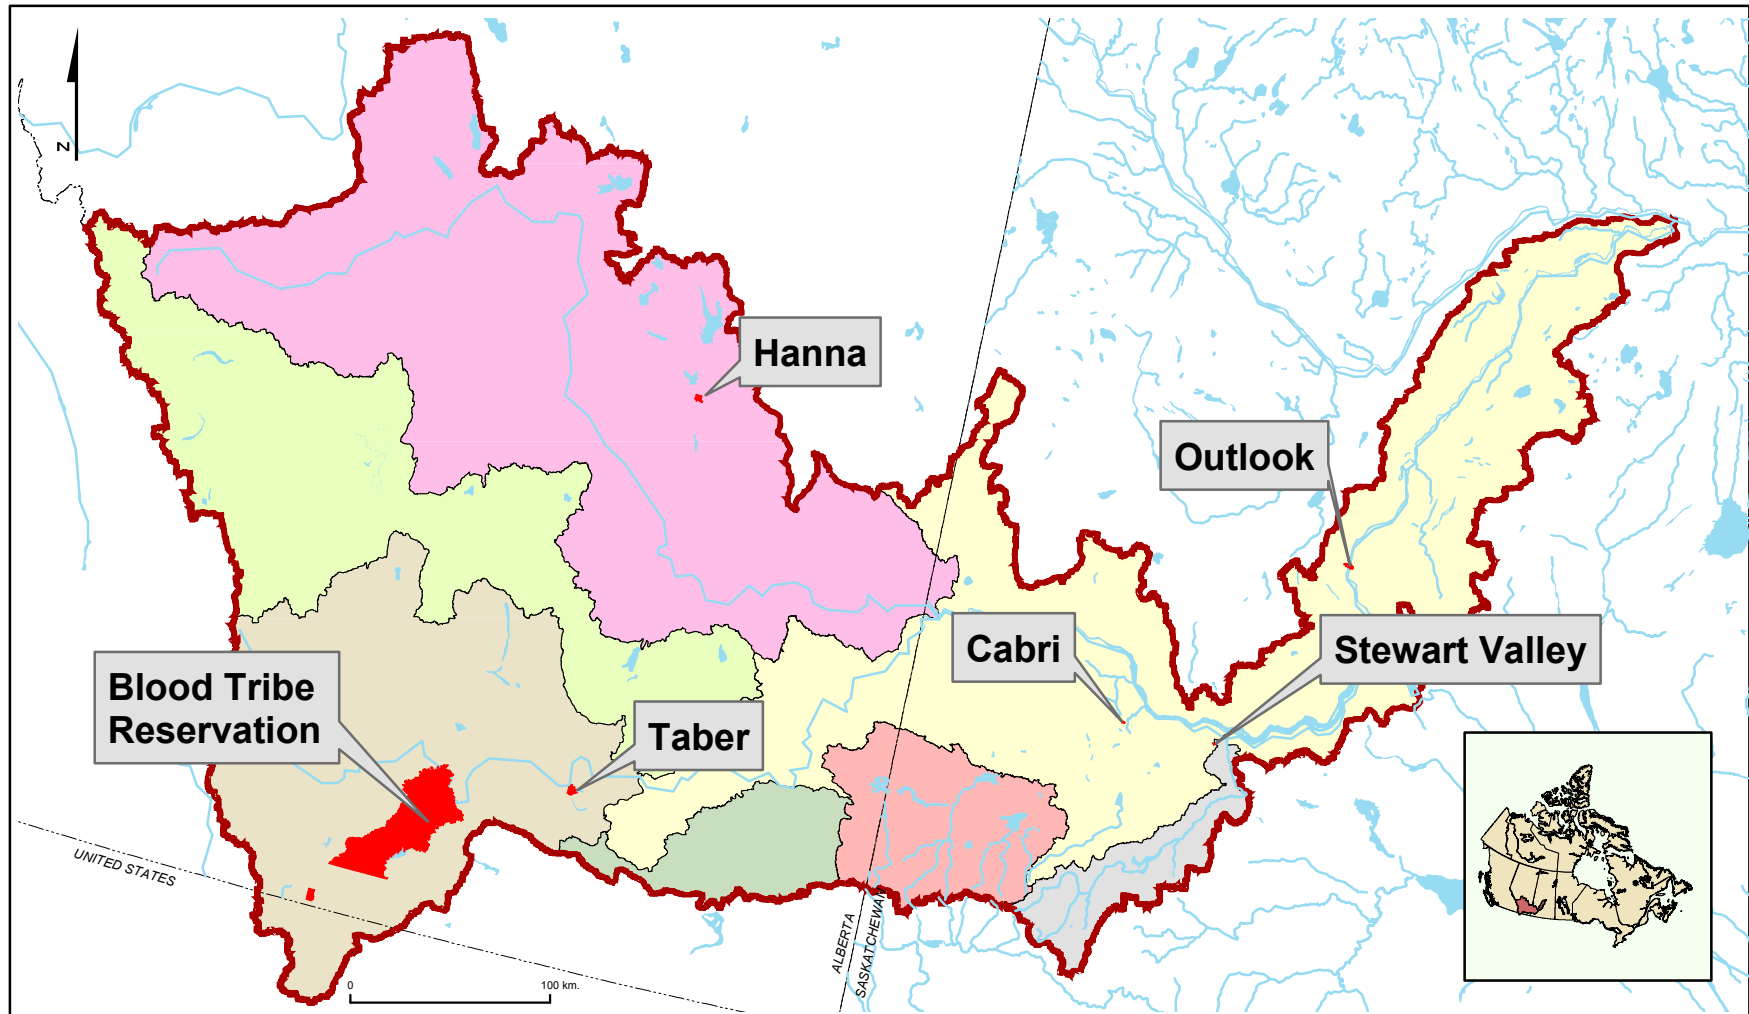 N
Hanna
Outlook
Cabri
Stewart Valley
Blood Tribe
Reservation
Taber
UNITED STATES
ALBERTA
SASKATCHEWAN
0
100 km.